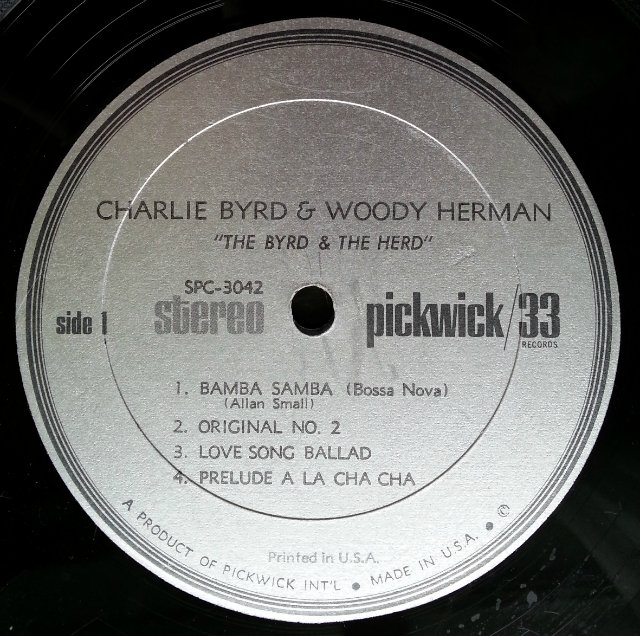 CHARLIE BYRD & WOODY HERMAN
"THE BYRD & THE HERD"
SPC-3042
side 1 stereo pickwick/33
RECORDS
1. BAMBA SAMBA (Bossa Nova)
(Allan Small)
2. ORIGINAL NO. 2
3. LOVE SONG BALLAD
4. PRELUDE A LA CHA CHA
Printed in U.S.A.
A PRODUCT OF PICKWICK INT'L ● MADE IN U.S.A. ● ©